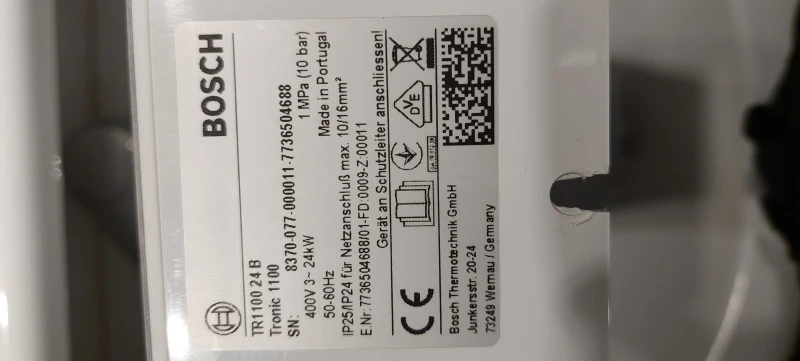 BOSCH
TR1100 24 B
Tronic 1100
SN: 8370-077-000011-7736504688
400V 3~ 24kW 1 MPa (10 bar)
50-60Hz Made in Portugal
IP25/IP24 für Netzanschluß max. 10/16mm²
E.Nr:7736504688/01-FD:0009-Z:00011
Gerät an Schutzleiter anschliessen!
CE
DVE
Bosch Thermotechnik GmbH
Junkersstr. 20-24
73249 Wernau / Germany